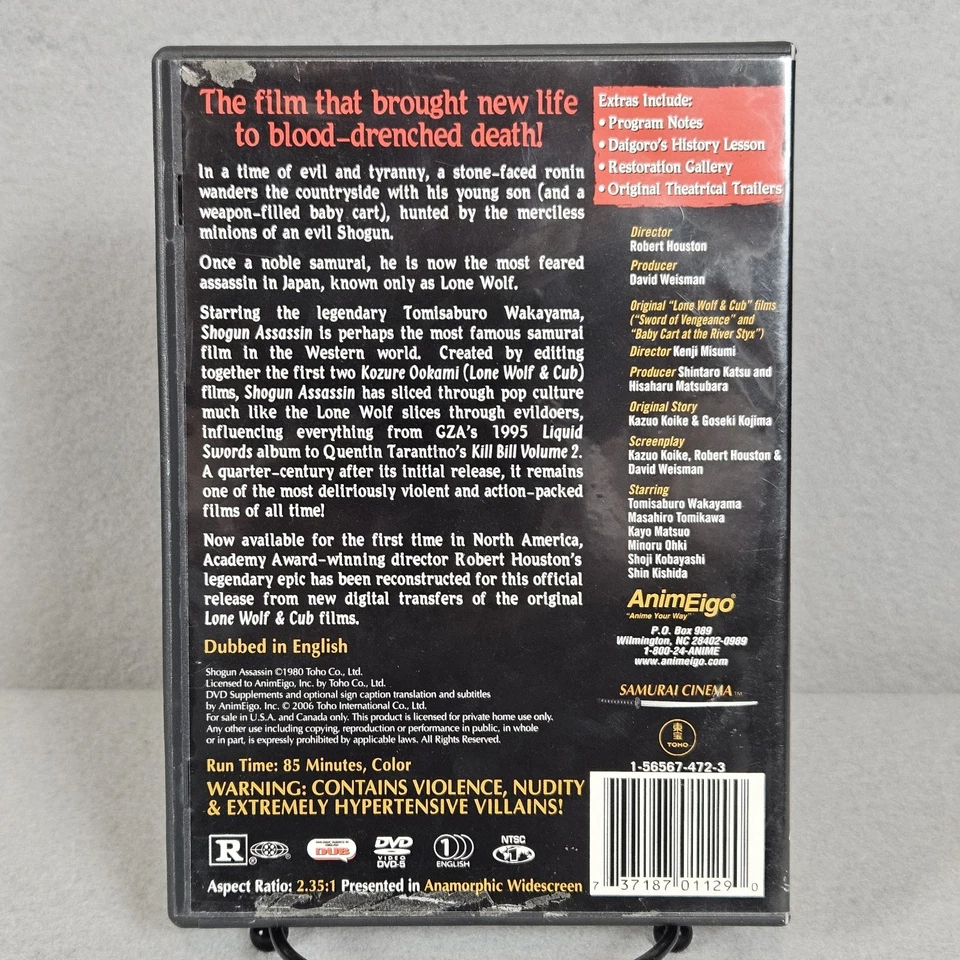 The film that brought new life
to blood-drenched death!
In a time of evil and tyranny, a stone-faced ronin
wanders the countryside with his young son (and a
weapon-filled baby cart), hunted by the merciless
minions of an evil Shogun.
Once a noble samurai, he is now the most feared
assassin in Japan, known only as Lone Wolf.
Starring the legendary Tomisaburo Wakayama,
Shogun Assassin is perhaps the most famous samurai
film in the Western world. Created by editing
together the first two Kozure Ookami (Lone Wolf & Cub)
films, Shogun Assassin has sliced through pop culture
much like the Lone Wolf slices through evildoers,
influencing everything from GZA's 1995 Liquid
Swords album to Quentin Tarantino's Kill Bill Volume 2.
A quarter-century after its initial release, it remains
one of the most deliriously violent and action-packed
films of all time!
Now available for the first time in North America,
Academy Award-winning director Robert Houston's
legendary epic has been reconstructed for this official
release from new digital transfers of the original
Lone Wolf & Cub films.
Dubbed in English
Shogun Assassin ©1980 Toho Co., Ltd.
Licensed to AnimEigo, Inc. by Toho Co., Ltd.
DVD Supplements and optional sign caption translation and subtitles
by AnimEigo. Inc. © 2006 Toho International Co., Ltd.
For sale in U.S.A. and Canada only. This product is licensed for private home use only.
Any other use including copying, reproduction or performance in public, in whole
or in part, is expressly prohibited by applicable laws. All Rights Reserved.
Run Time: 85 Minutes, Color
WARNING: CONTAINS VIOLENCE, NUDITY
& EXTREMELY HYPERTENSIVE VILLAINS!
R ®
DUB
DVD
VIDEO
DVD-5
1
ENGLISH
NTSC
1
Aspect Ratio: 2.35:1 Presented in Anamorphic Widescreen
Extras Include:
• Program Notes
• Daigoro's History Lesson
• Restoration Gallery
• Original Theatrical Trailers
Director
Robert Houston
Producer
David Weisman
Original "Lone Wolf & Cub" films
("Sword of Vengeance" and
"Baby Cart at the River Styx")
Director Kenji Misumi
Producer Shintaro Katsu and
Hisaharu Matsubara
Original Story
Kazuo Koike & Goseki Kojima
Screenplay
Kazuo Koike, Robert Houston &
David Weisman
Starring
Tomisaburo Wakayama
Masahiro Tomikawa
Kayo Matsuo
Minoru Ohki
Shoji Kobayashi
Shin Kishida
AnimEigo®
"Anime Your Way"
P.O. Box 989
Wilmington, NC 28402-0989
1-800-24-ANIME
www.animeigo.com
SAMURAI CINEMA™
東宝
TOHO
1-56567-472-3
7 37187 01129 0